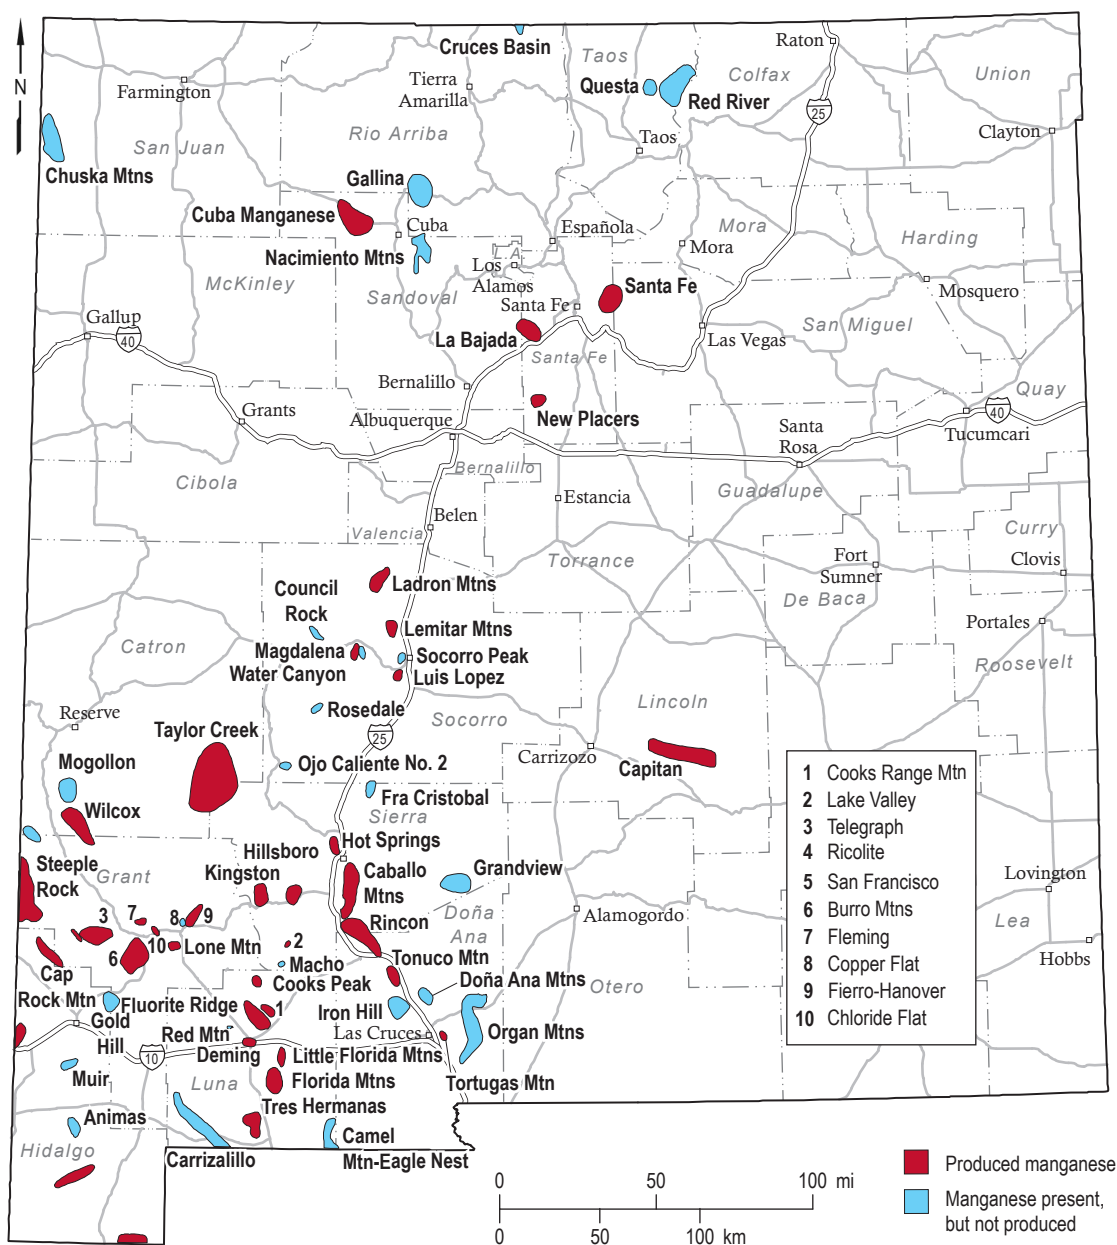 N
Cruces Basin
Taos
Raton
Colfax
Union
Questa
Red River
Tierra
Amarilla
Farmington
Rio Arriba
25
Clayton
San Juan
Taos
Chuska Mtns
Gallina
Cuba Manganese
Cuba
Española
Mora
Mora
Harding
Nacimiento Mtns
L A
Los
Alamos
McKinley
Sandoval
Santa Fe
Santa Fe
Mosquero
Gallup
40
La Bajada
Las Vegas
San Miguel
Santa Fe
Bernalillo
Quay
Grants
Albuquerque
New Placers
40
Santa
Rosa
Tucumcari
Bernalillo
Cibola
Estancia
Guadalupe
Belen
Valencia
Curry
Torrance
Fort
Sumner
Clovis
Ladron Mtns
Council
Rock
De Baca
Lemitar Mtns
Portales
Catron
Magdalena
Water Canyon
Socorro Peak
Luis Lopez
Roosevelt
Rosedale
Reserve
Socorro
Lincoln
Taylor Creek
25
Carrizozo
Capitan
Mogollon
Ojo Caliente No. 2
Fra Cristobal
Sierra
Wilcox
Hot Springs
Hillsboro
Kingston
Caballo
Mtns
Grandview
Steeple
Rock
Grant
Lovington
Rincon
Doña
Ana
Alamogordo
Lea
3
7
8
9
10
Lone Mtn
2
6
Macho
Tonuco Mtn
Hobbs
Cap
Rock Mtn
Cooks Peak
Doña Ana Mtns
Otero
Fluorite Ridge
1
Iron Hill
Gold
Hill
Red Mtn
Las Cruces
Organ Mtns
10
Deming
Little Florida Mtns
Muir
Luna
Florida Mtns
Tortugas Mtn
Animas
Tres Hermanas
Hidalgo
Carrizalillo
Camel
Mtn-Eagle Nest
1 Cooks Range Mtn
2 Lake Valley
3 Telegraph
4 Ricolite
5 San Francisco
6 Burro Mtns
7 Fleming
8 Copper Flat
9 Fierro-Hanover
10 Chloride Flat
0 50 100 mi
0 50 100 km
Produced manganese
Manganese present,
but not produced